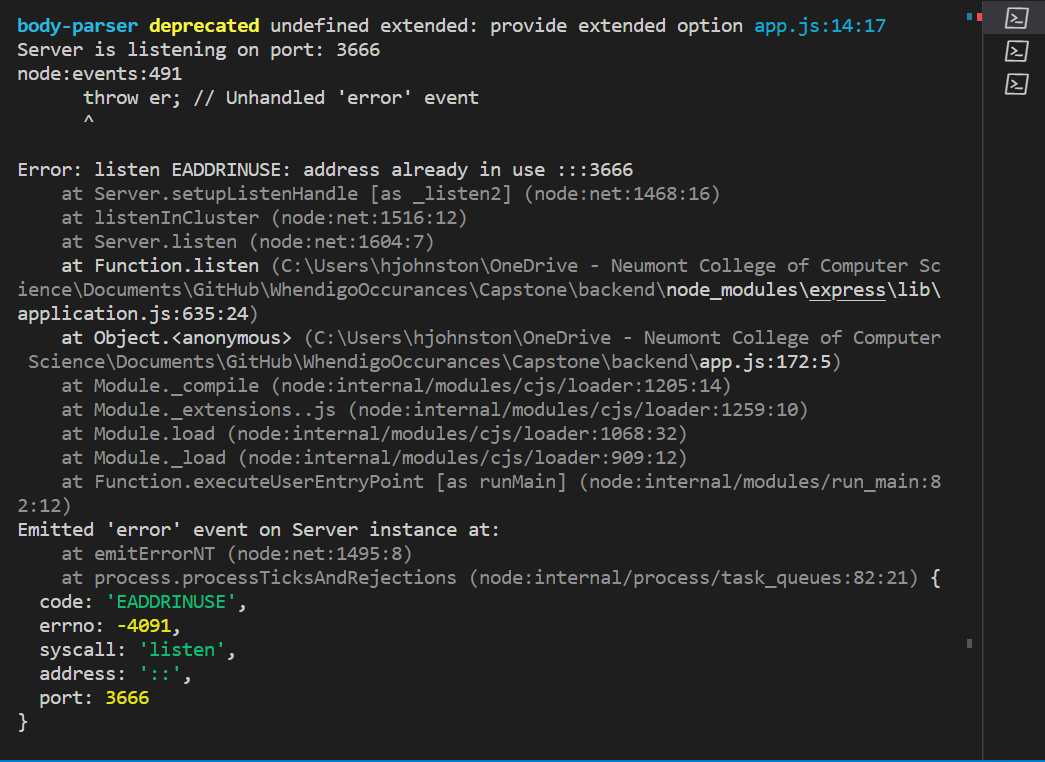 body-parser deprecated undefined extended: provide extended option app.js:14:17
Server is listening on port: 3666
node:events:491
      throw er; // Unhandled 'error' event
      ^

Error: listen EADDRINUSE: address already in use :::3666
    at Server.setupListenHandle [as _listen2] (node:net:1468:16)
    at listenInCluster (node:net:1516:12)
    at Server.listen (node:net:1604:7)
    at Function.listen (C:\Users\hjohnston\OneDrive - Neumont College of Computer Sc
ience\Documents\GitHub\WhendigoOccurances\Capstone\backend\node_modules\express\lib\
application.js:635:24)
    at Object.<anonymous> (C:\Users\hjohnston\OneDrive - Neumont College of Computer
 Science\Documents\GitHub\WhendigoOccurances\Capstone\backend\app.js:172:5)
    at Module._compile (node:internal/modules/cjs/loader:1205:14)
    at Module._extensions..js (node:internal/modules/cjs/loader:1259:10)
    at Module.load (node:internal/modules/cjs/loader:1068:32)
    at Module._load (node:internal/modules/cjs/loader:909:12)
    at Function.executeUserEntryPoint [as runMain] (node:internal/modules/run_main:8
2:12)
Emitted 'error' event on Server instance at:
    at emitErrorNT (node:net:1495:8)
    at process.processTicksAndRejections (node:internal/process/task_queues:82:21) {
  code: 'EADDRINUSE',
  errno: -4091,
  syscall: 'listen',
  address: '::',
  port: 3666
}